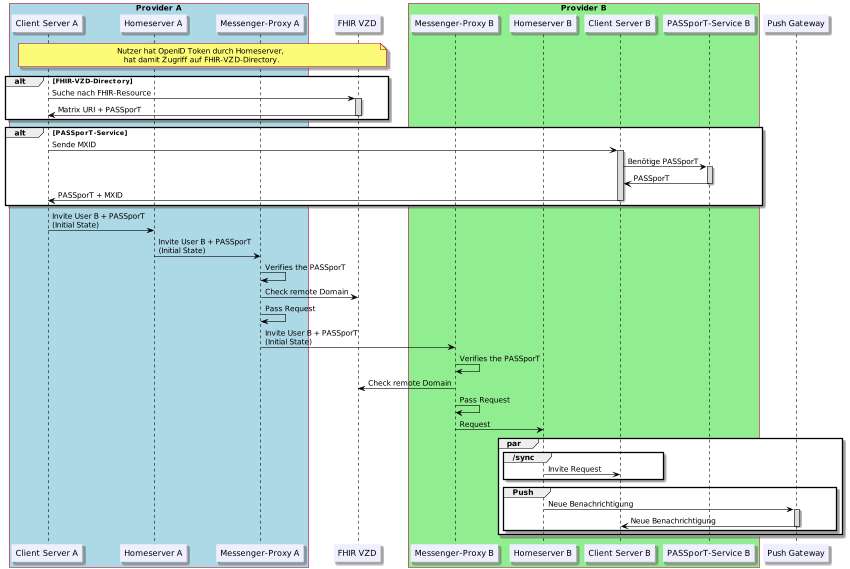 Provider A
Provider B
Client Server A
Homeserver A
Messenger-Proxy A
FHIR VZD
Messenger-Proxy B
Homeserver B
Client Server B
PASSporT-Service B
Push Gateway
Nutzer hat OpenID Token durch Homeserver,
hat damit Zugriff auf FHIR-VZD-Directory.
alt
[FHIR-VZD-Directory]
Suche nach FHIR-Resource
Matrix URI + PASSporT
alt
[PASSporT-Service]
Sende MXID
Benötige PASSporT
PASSporT
PASSporT + MXID
Invite User B + PASSporT
(Initial State)
Invite User B + PASSporT
(Initial State)
Verifies the PASSporT
Check remote Domain
Pass Request
Invite User B + PASSporT
(Initial State)
Verifies the PASSporT
Check remote Domain
Pass Request
Request
par
/sync
Invite Request
Push
Neue Benachrichtigung
Neue Benachrichtigung
Client Server A
Homeserver A
Messenger-Proxy A
FHIR VZD
Messenger-Proxy B
Homeserver B
Client Server B
PASSporT-Service B
Push Gateway